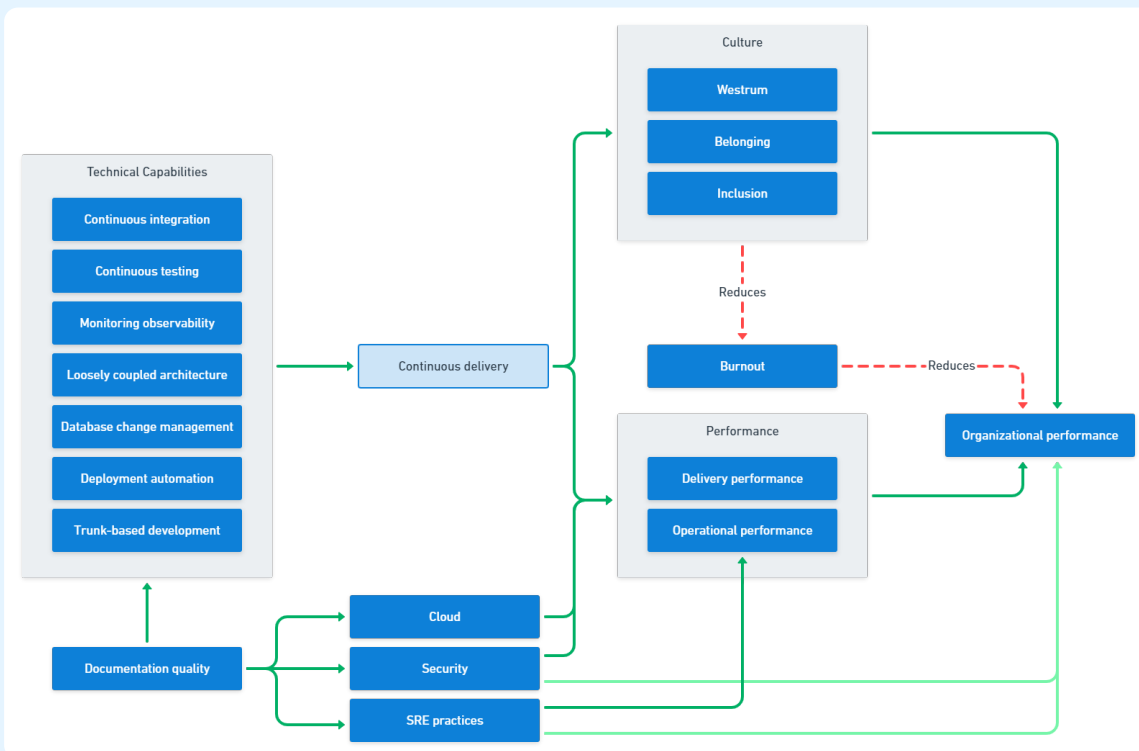 Culture
Westrum
Belonging
Inclusion
Technical Capabilities
Continuous integration
Continuous testing
Monitoring observability
Loosely coupled architecture
Database change management
Deployment automation
Trunk-based development
Continuous delivery
Reduces
Burnout
Reduces
Performance
Delivery performance
Operational performance
Organizational performance
Documentation quality
Cloud
Security
SRE practices